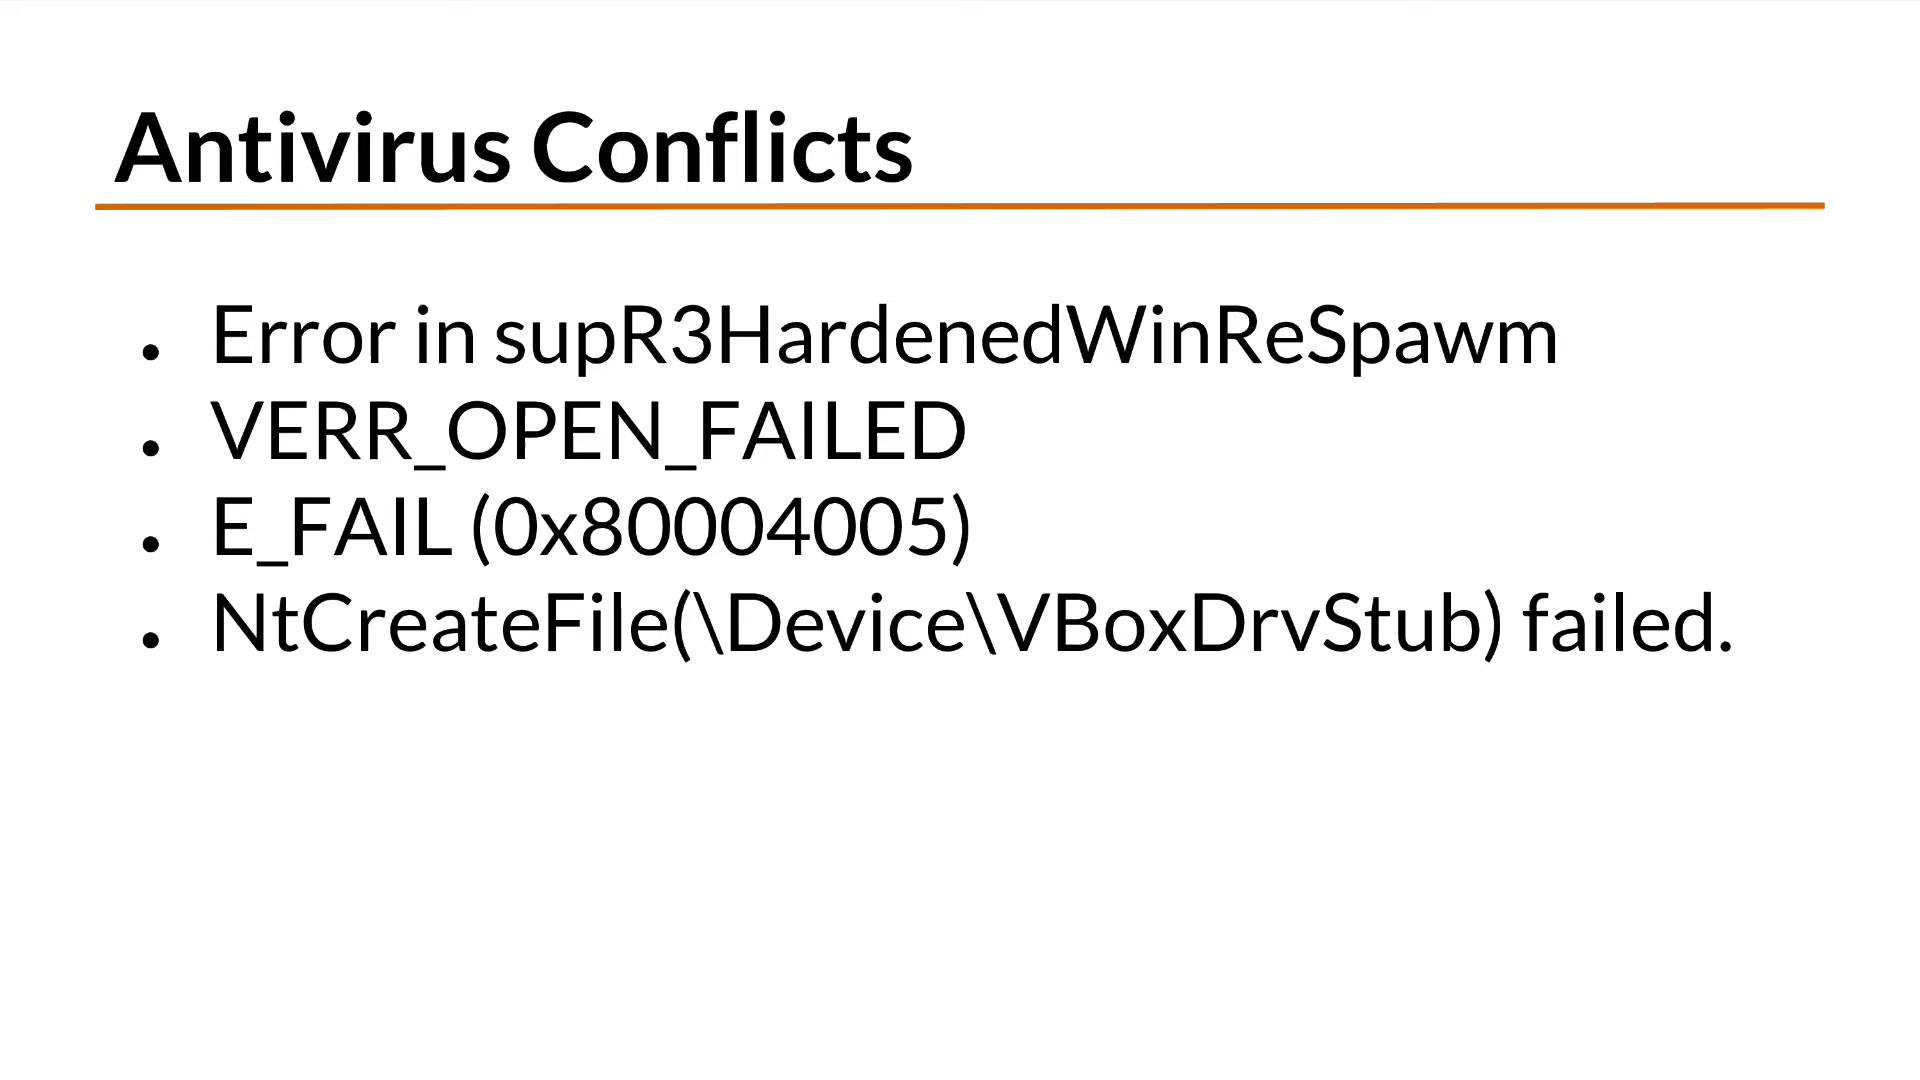 Antivirus Conflicts
• Error in supR3HardenedWinReSpawm
• VERR_OPEN_FAILED
• E_FAIL (0x80004005)
• NtCreateFile(\Device\VBoxDrvStub) failed.